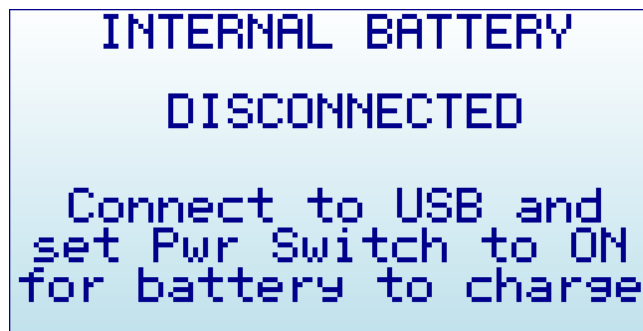 INTERNAL BATTERY
DISCONNECTED
Connect to USB and
set Pwr Switch to ON
for battery to charge